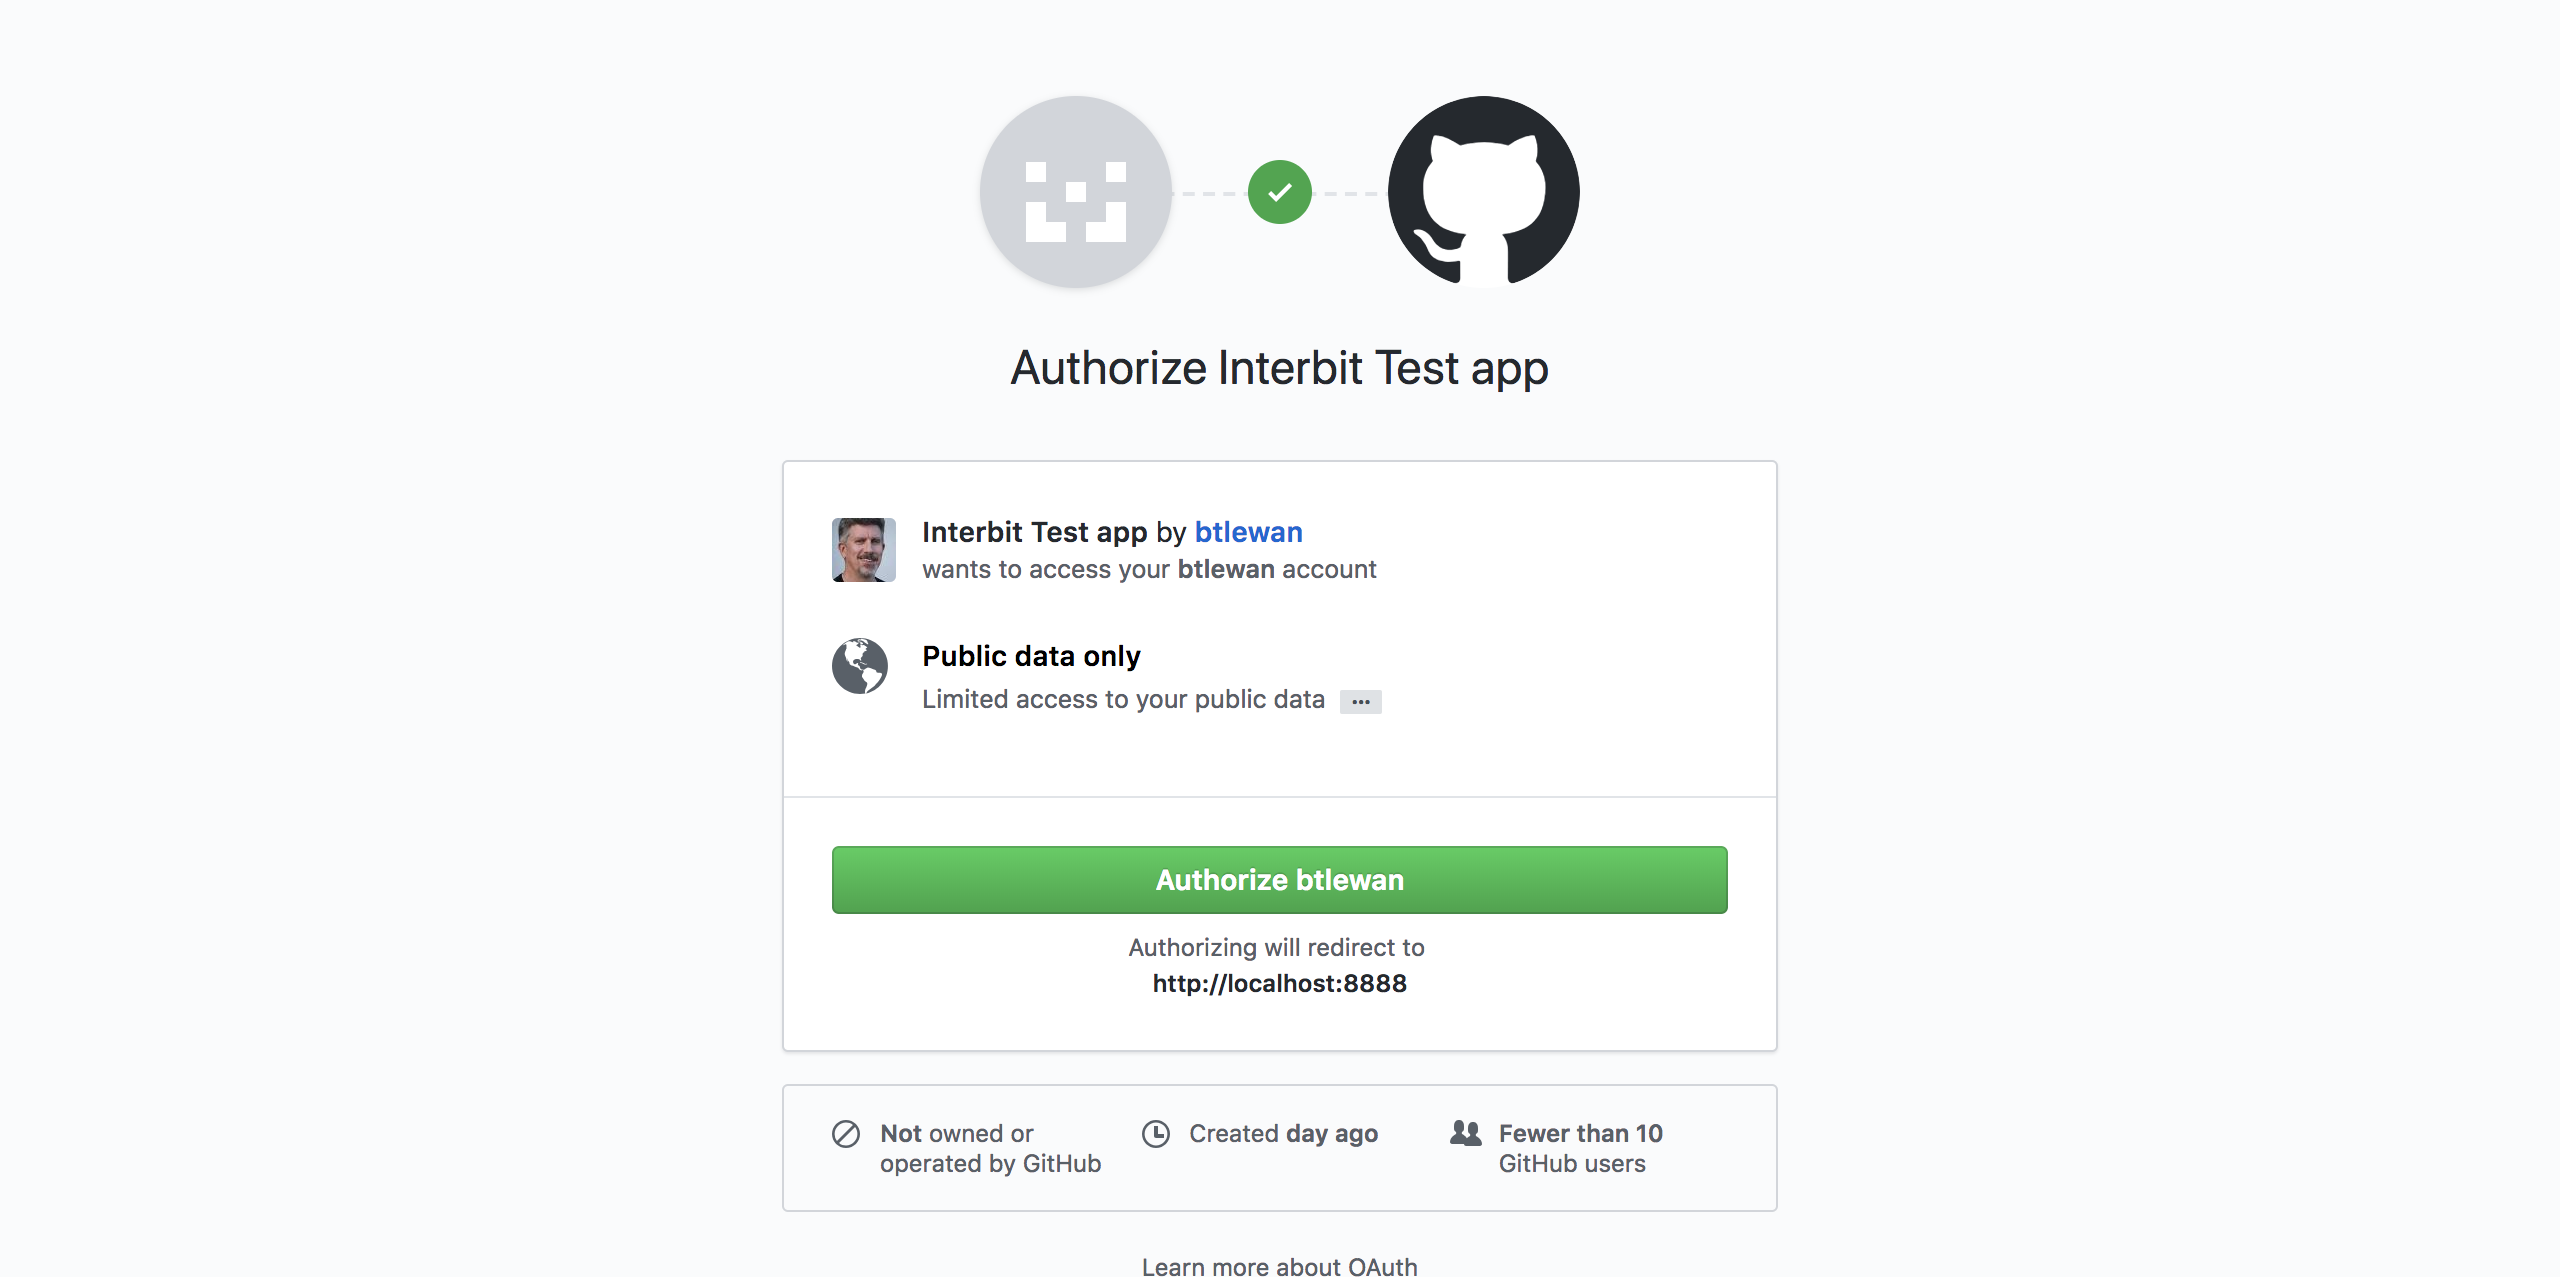 Authorize Interbit Test app
Interbit Test app by btlewan
wants to access your btlewan account
Public data only
Limited access to your public data ...
Authorize btlewan
Authorizing will redirect to
http://localhost:8888
Not owned or
operated by GitHub
Created day ago
Fewer than 10
GitHub users
Learn more about OAuth